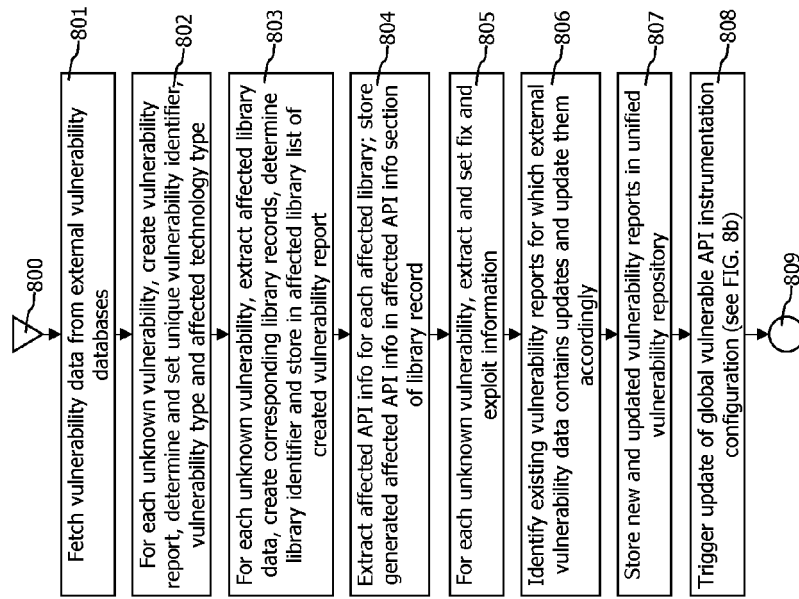 800
801
Fetch vulnerability data from external vulnerability
databases
802
For each unknown vulnerability, create vulnerability
report, determine and set unique vulnerability identifier,
vulnerability type and affected technology type
803
For each unknown vulnerability, extract affected library
data, create corresponding library records, determine
library identifier and store in affected library list of
created vulnerability report
804
Extract affected API info for each affected library; store
generated affected API info in affected API info section
of library record
805
For each unknown vulnerability, extract and set fix and
exploit information
806
Identify existing vulnerability reports for which external
vulnerability data contains updates and update them
accordingly
807
Store new and updated vulnerability reports in unified
vulnerability repository
808
Trigger update of global vulnerable API instrumentation
configuration (see FIG. 8b)
809